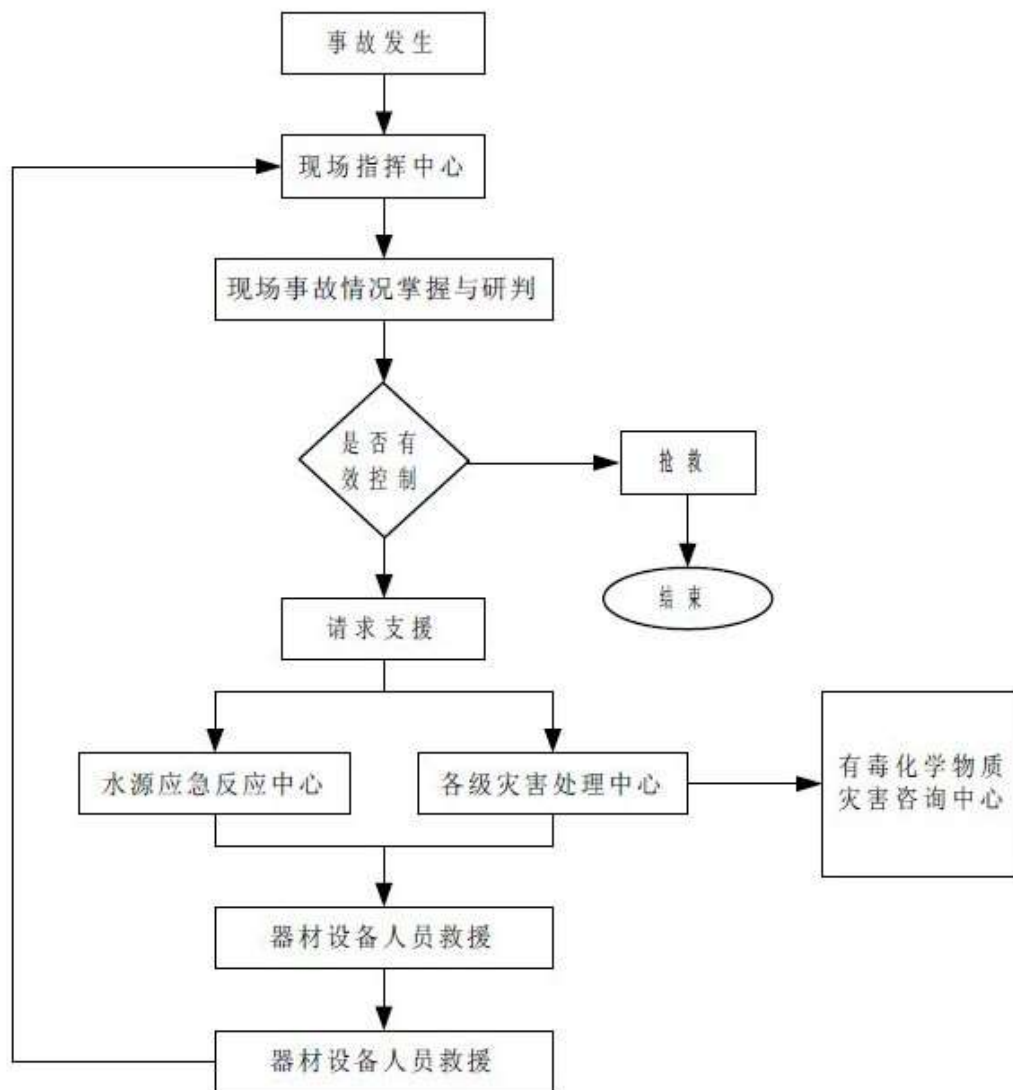 事故发生
现场指挥中心
现场事故情况掌握与研判
是否有
效控制
抢救
结束
请求支援
水源应急反应中心
各级灾害处理中心
有毒化学物质
灾害咨询中心
器材设备人员救援
器材设备人员救援